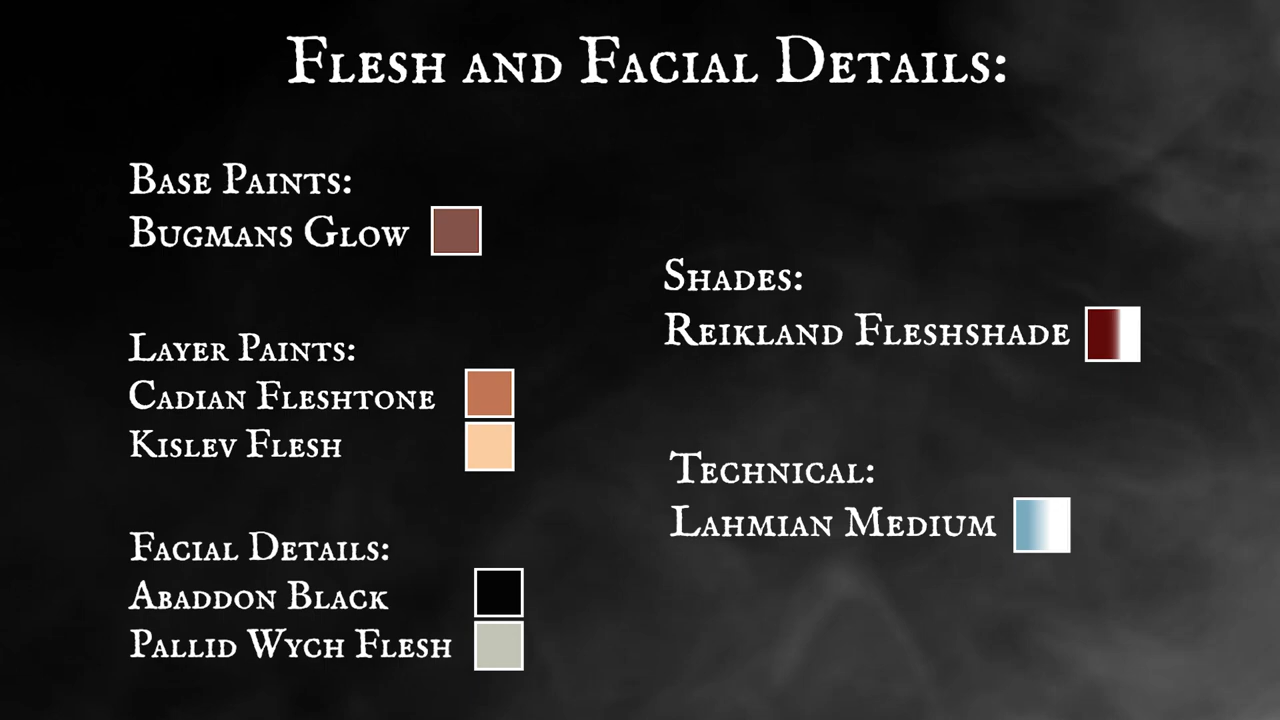 Flesh and Facial Details:
Base Paints:
Bugmans Glow
Layer Paints:
Cadian Fleshtone
Kislev Flesh
Facial Details:
Abaddon Black
Pallid Wych Flesh
Shades:
Reikland Fleshshade
Technical:
Lahmian Medium